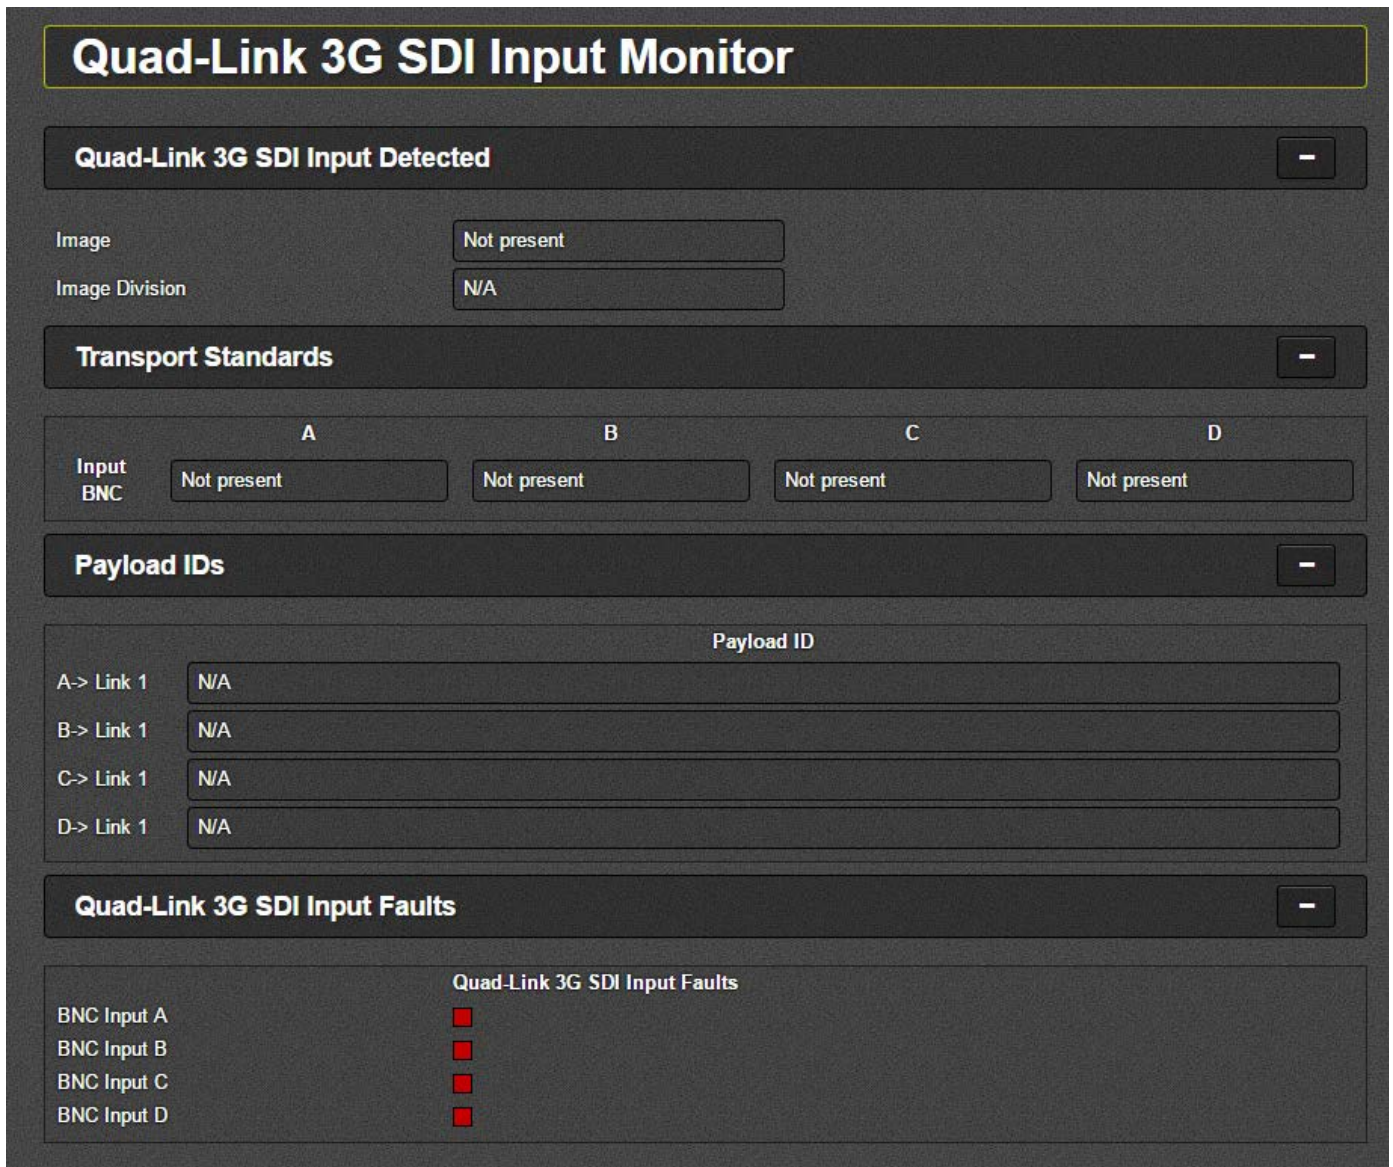 Quad-Link 3G SDI Input Monitor
Quad-Link 3G SDI Input Detected
Image Not present
Image Division N/A
Transport Standards
A B C D
Input BNC Not present Not present Not present Not present
Payload IDs
Payload ID
A-> Link 1 N/A
B-> Link 1 N/A
C-> Link 1 N/A
D-> Link 1 N/A
Quad-Link 3G SDI Input Faults
Quad-Link 3G SDI Input Faults
BNC Input A
BNC Input B
BNC Input C
BNC Input D